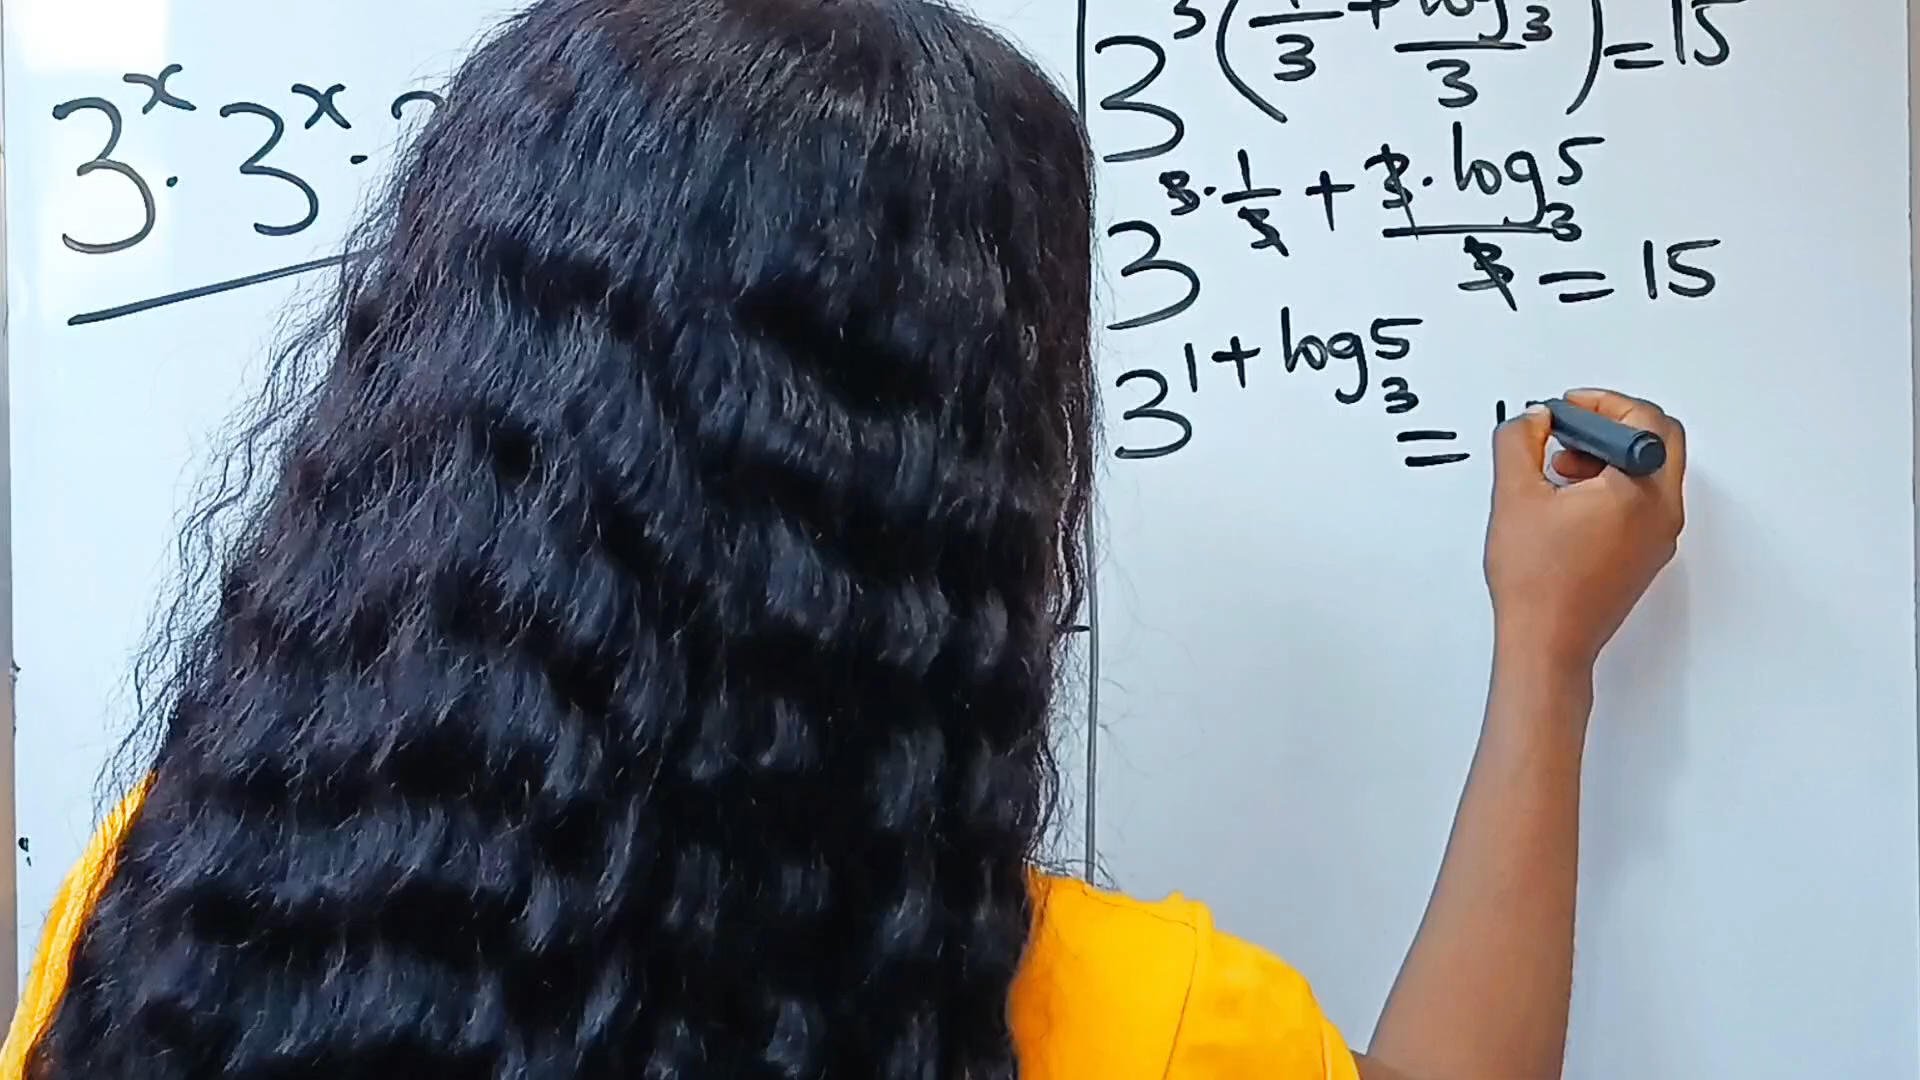 3^x · 3^x ·
3^3(1/3 + log_3/3) = 15
3^3·1/3 + 3·log_3 5/3 = 15
3^1 + log_3 5 =